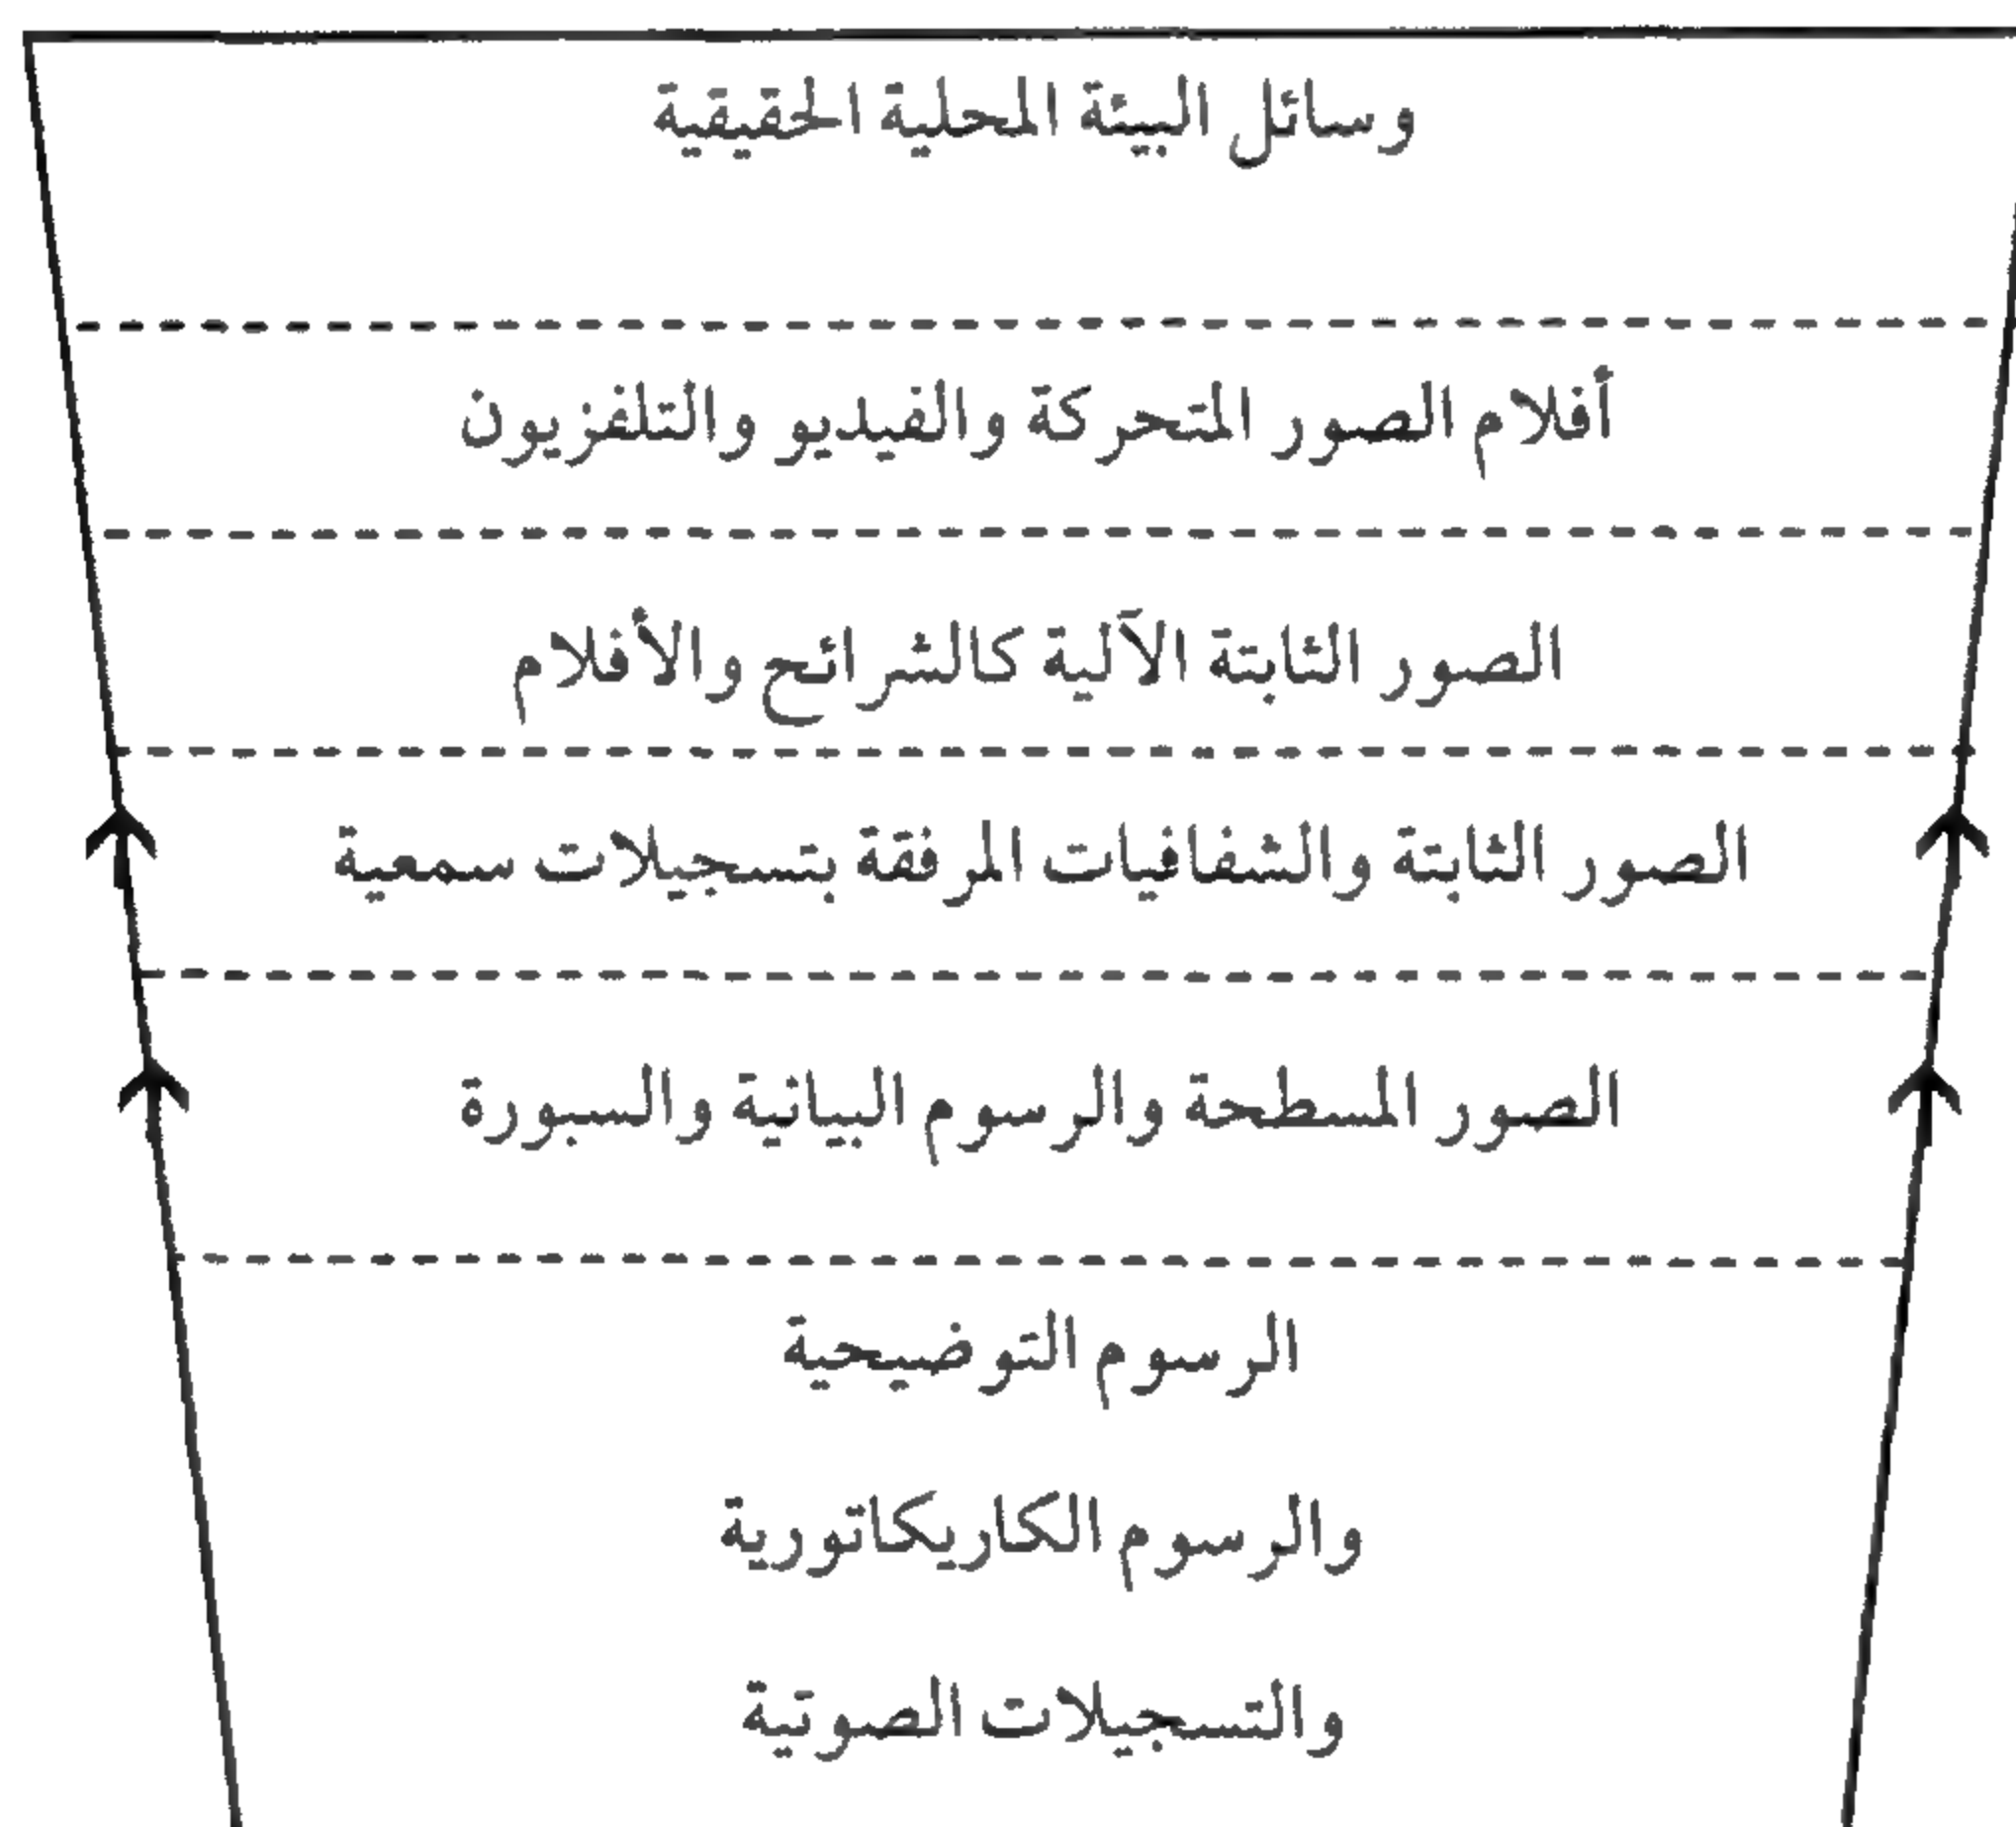 وسائل البيئة المحلية الحقيقية
أفلام الصور المتحركة والفيديو والتلفزيون
الصور الثابتة الآلية كالشرائح والأفلام
الصور الثابتة والشفافيات المرفقة بتسجيلات سمعية
الصور المسطحة والرسوم البيانية والسبورة
الرسوم التوضيحية
والرسوم الكاريكاتورية
والتسجيلات الصوتية